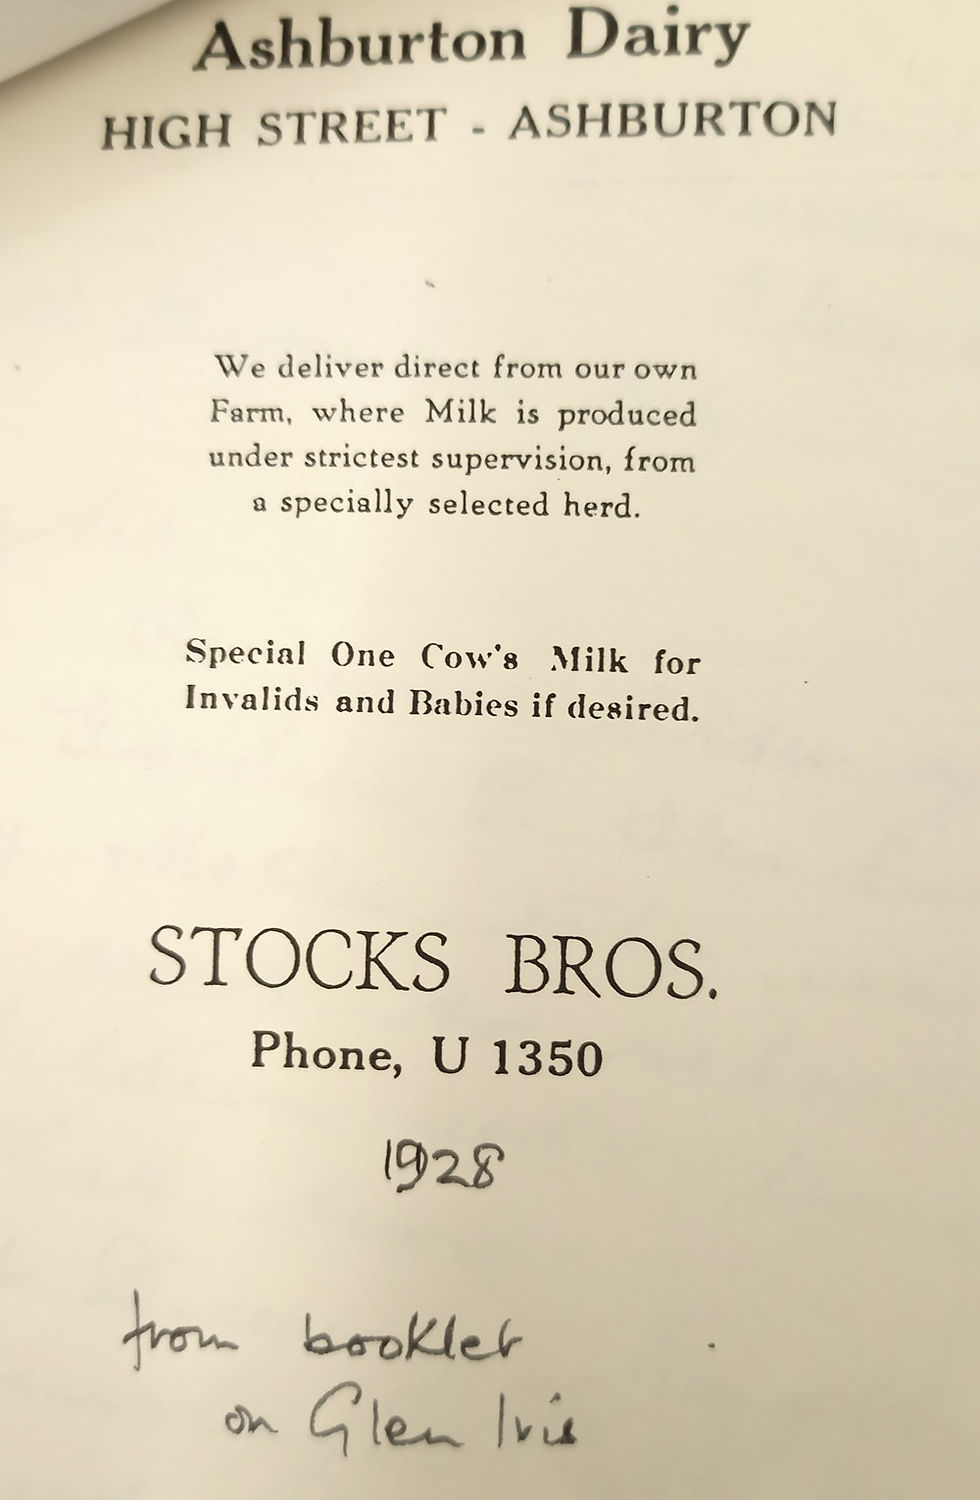 Ashburton Dairy
HIGH STREET - ASHBURTON
We deliver direct from our own
Farm, where Milk is produced
under strictest supervision, from
a specially selected herd.
Special One Cow's Milk for
Invalids and Babies if desired.
STOCKS BROS.
Phone, U 1350
1928
from booklet
on Glen Iris